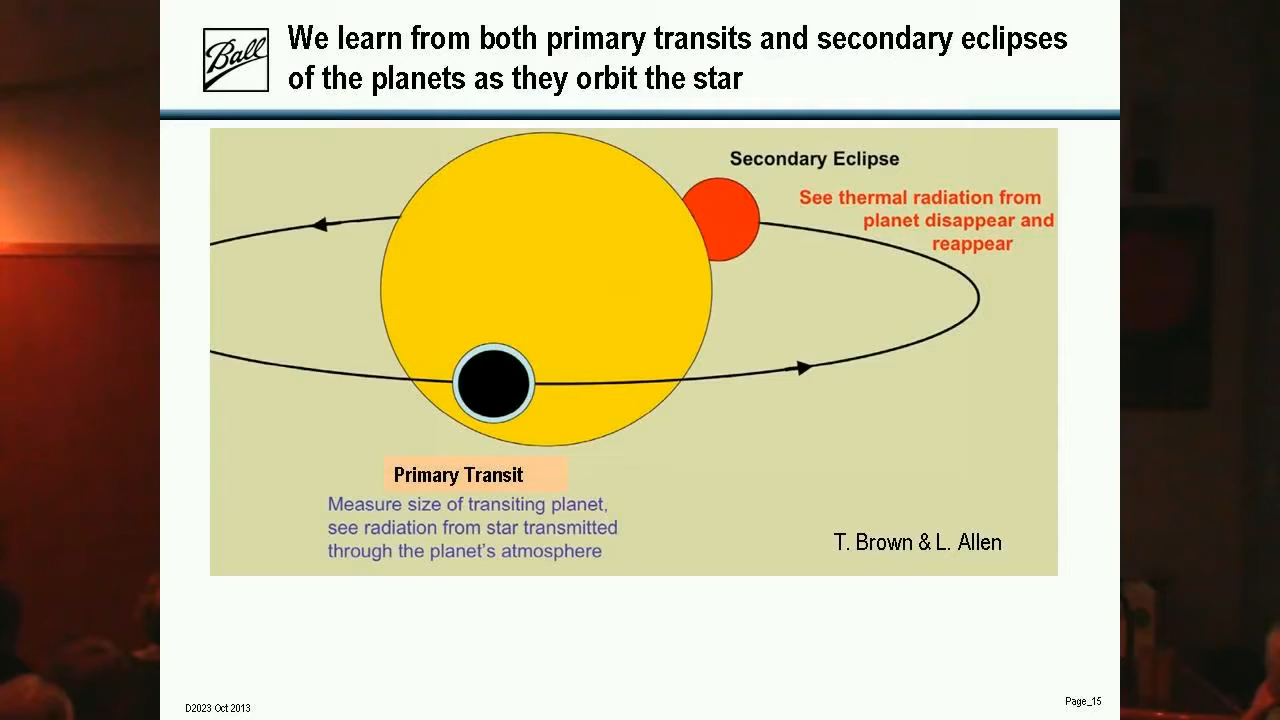 Ball
We learn from both primary transits and secondary eclipses
of the planets as they orbit the star
Secondary Eclipse
See thermal radiation from
planet disappear and
reappear
Primary Transit
Measure size of transiting planet,
see radiation from star transmitted
through the planet's atmosphere
T. Brown & L. Allen
D2023 Oct 2013
Page_15